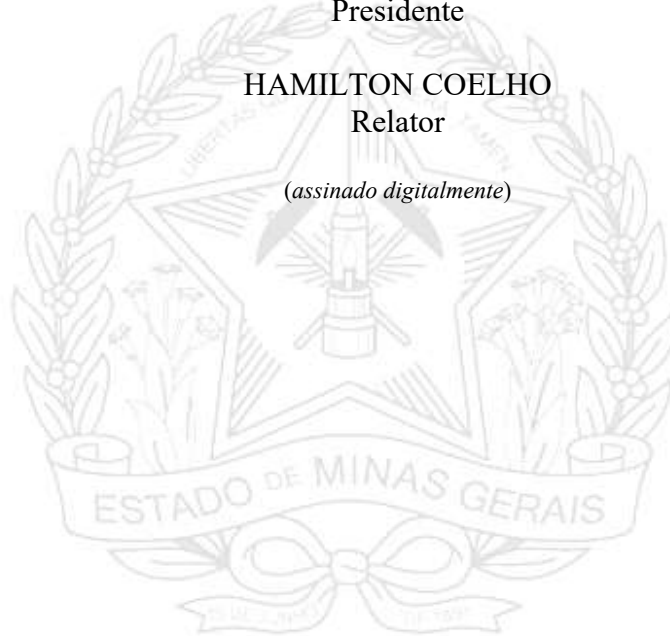 Presidente
HAMILTON COELHO
Relator
(assinado digitalmente)
ESTADO DE MINAS GERAIS